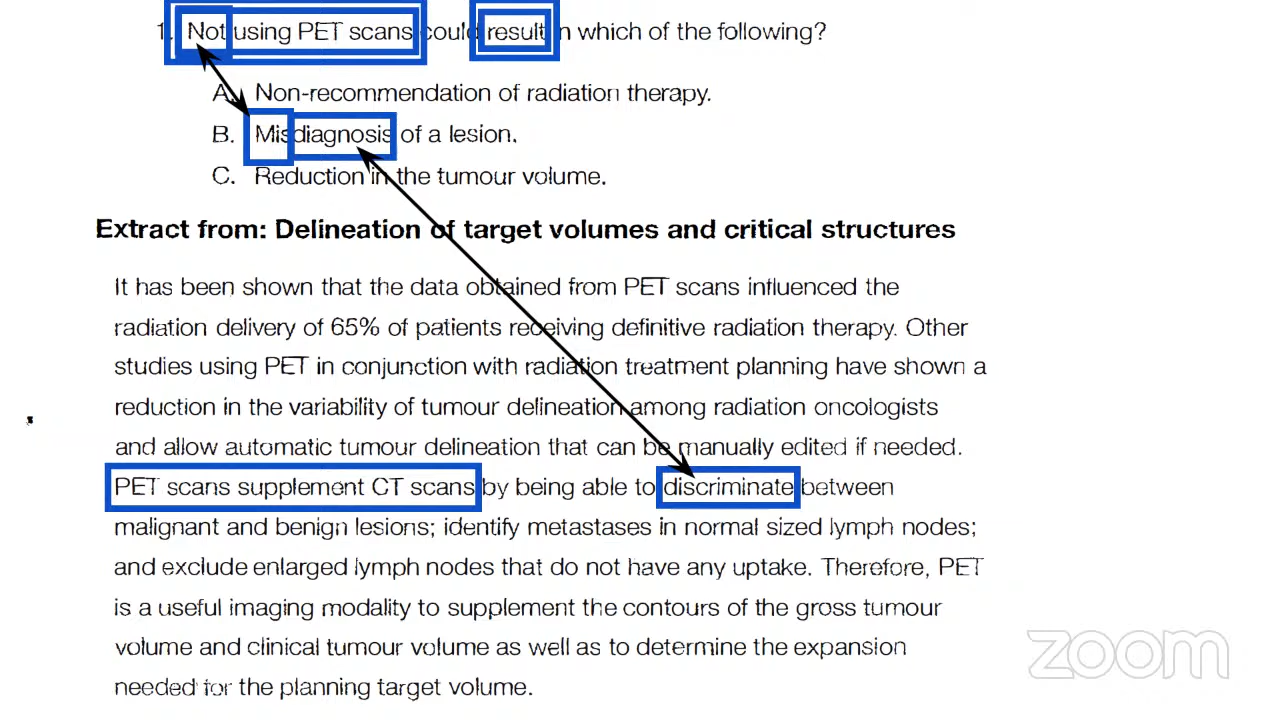 1. Not using PET scans could result in which of the following?
A. Non-recommendation of radiation therapy.
B. Misdiagnosis of a lesion.
C. Reduction in the tumour volume.
Extract from: Delineation of target volumes and critical structures
It has been shown that the data obtained from PET scans influenced the
radiation delivery of 65% of patients receiving definitive radiation therapy. Other
studies using PET in conjunction with radiation treatment planning have shown a
reduction in the variability of tumour delineation among radiation oncologists
and allow automatic tumour delineation that can be manually edited if needed.
PET scans supplement CT scans by being able to discriminate between
malignant and benign lesions; identify metastases in normal sized lymph nodes;
and exclude enlarged lymph nodes that do not have any uptake. Therefore, PET
is a useful imaging modality to supplement the contours of the gross tumour
volume and clinical tumour volume as well as to determine the expansion
needed for the planning target volume.
zoom